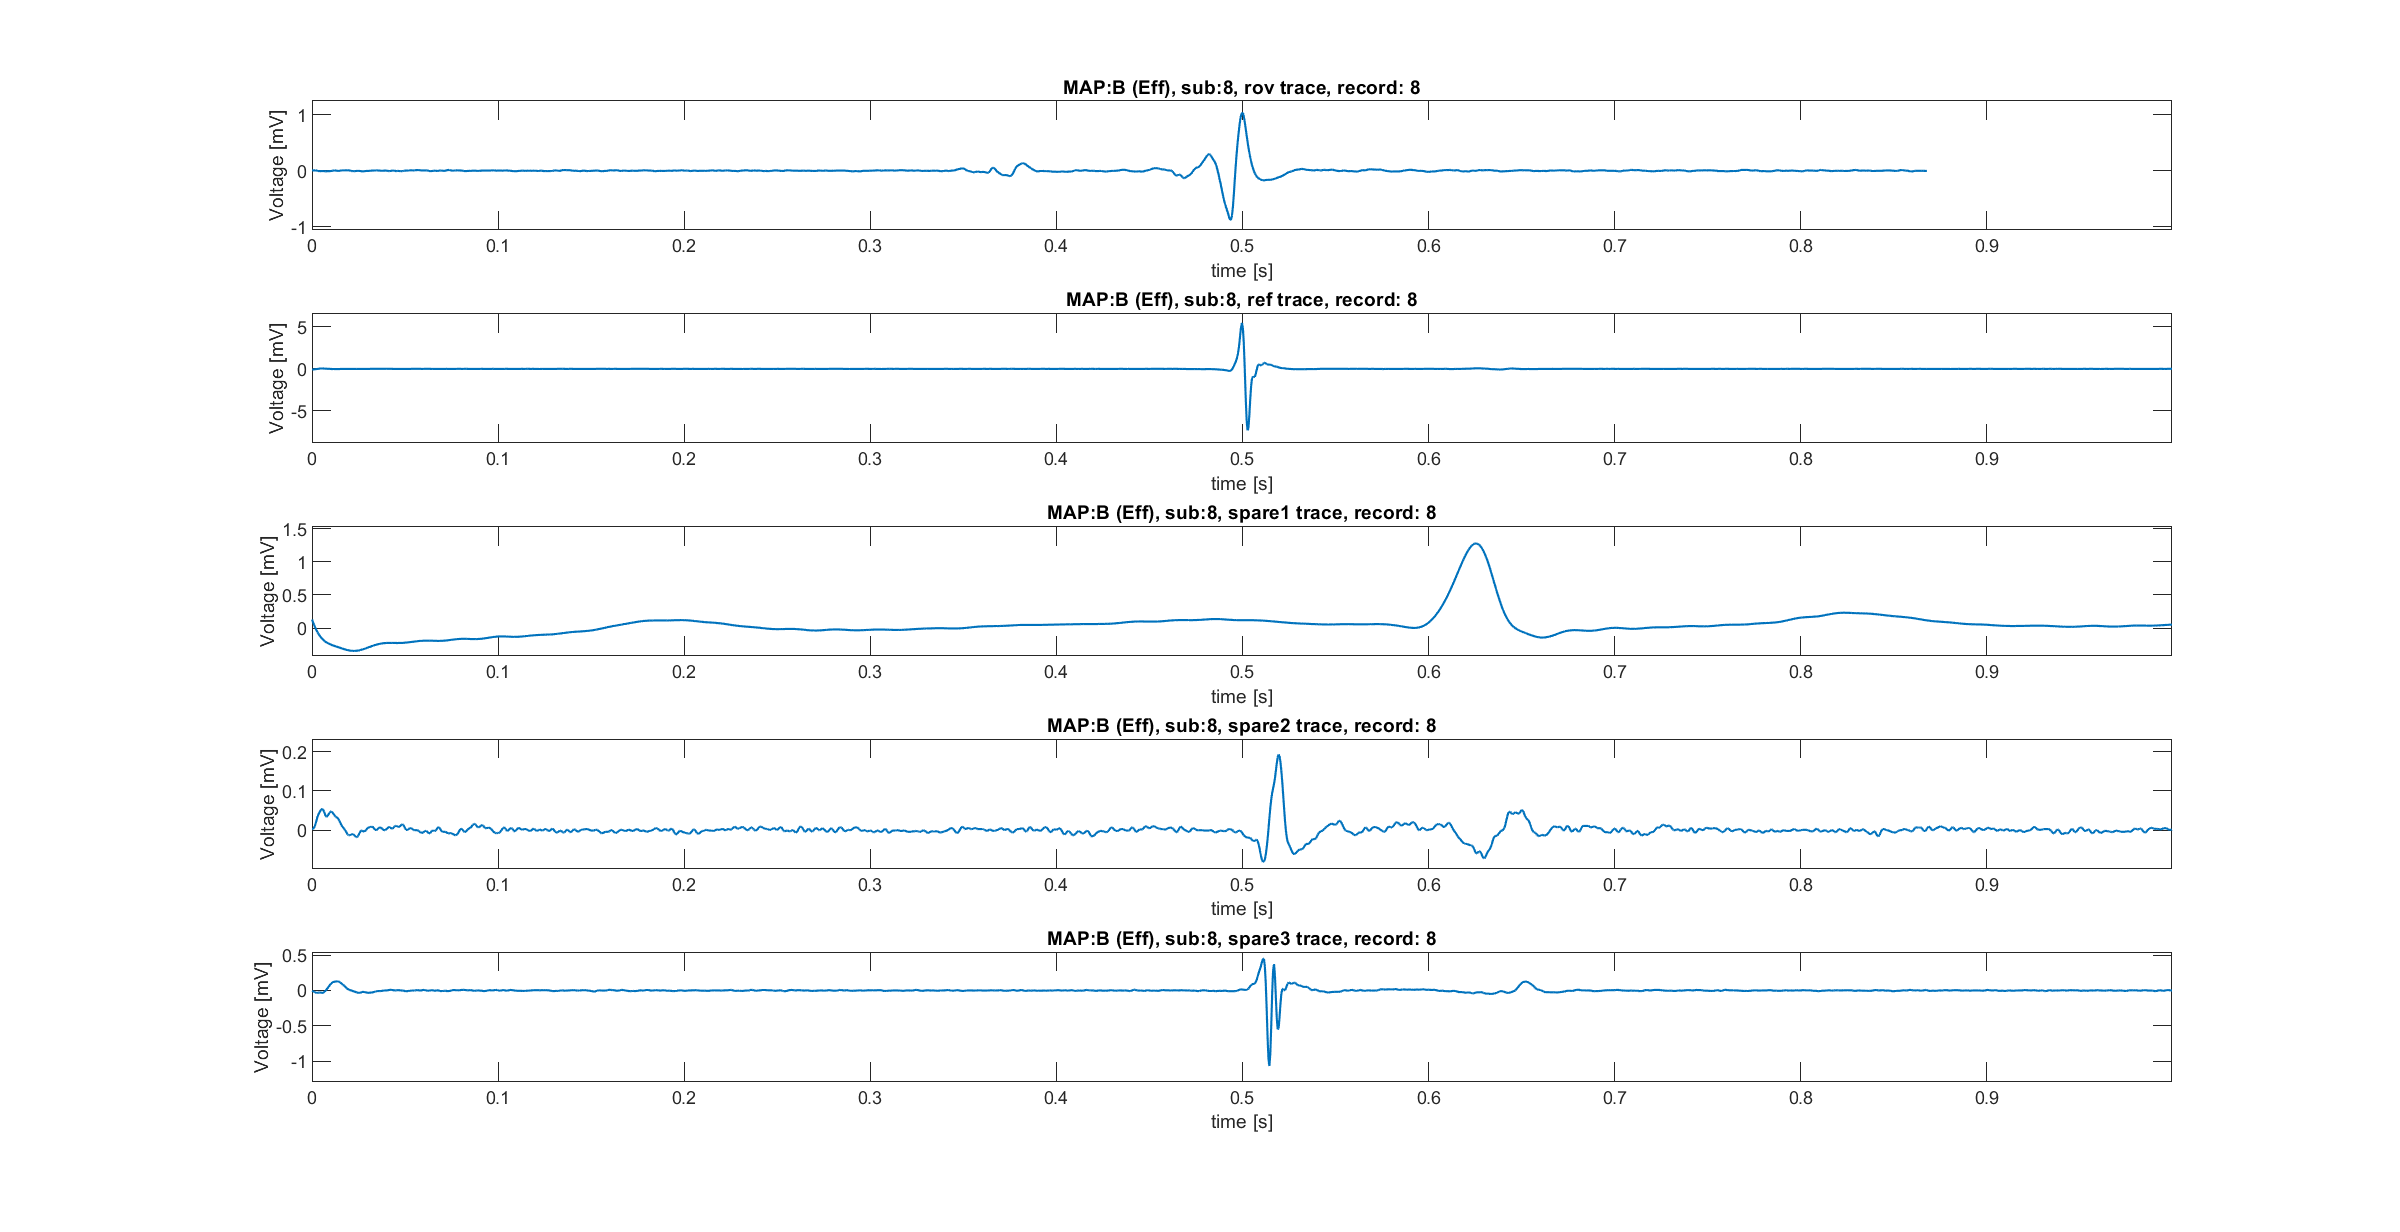 MAP:B (Eff), sub:8, rov trace, record: 8
Voltage [mV]
1
0
-1
0 0.1 0.2 0.3 0.4 0.5 0.6 0.7 0.8 0.9
time [s]
MAP:B (Eff), sub:8, ref trace, record: 8
Voltage [mV]
5
0
-5
0 0.1 0.2 0.3 0.4 0.5 0.6 0.7 0.8 0.9
time [s]
MAP:B (Eff), sub:8, spare1 trace, record: 8
Voltage [mV]
1.5
1
0.5
0
0 0.1 0.2 0.3 0.4 0.5 0.6 0.7 0.8 0.9
time [s]
MAP:B (Eff), sub:8, spare2 trace, record: 8
Voltage [mV]
0.2
0.1
0
0 0.1 0.2 0.3 0.4 0.5 0.6 0.7 0.8 0.9
time [s]
MAP:B (Eff), sub:8, spare3 trace, record: 8
Voltage [mV]
0.5
0
-0.5
-1
0 0.1 0.2 0.3 0.4 0.5 0.6 0.7 0.8 0.9
time [s]